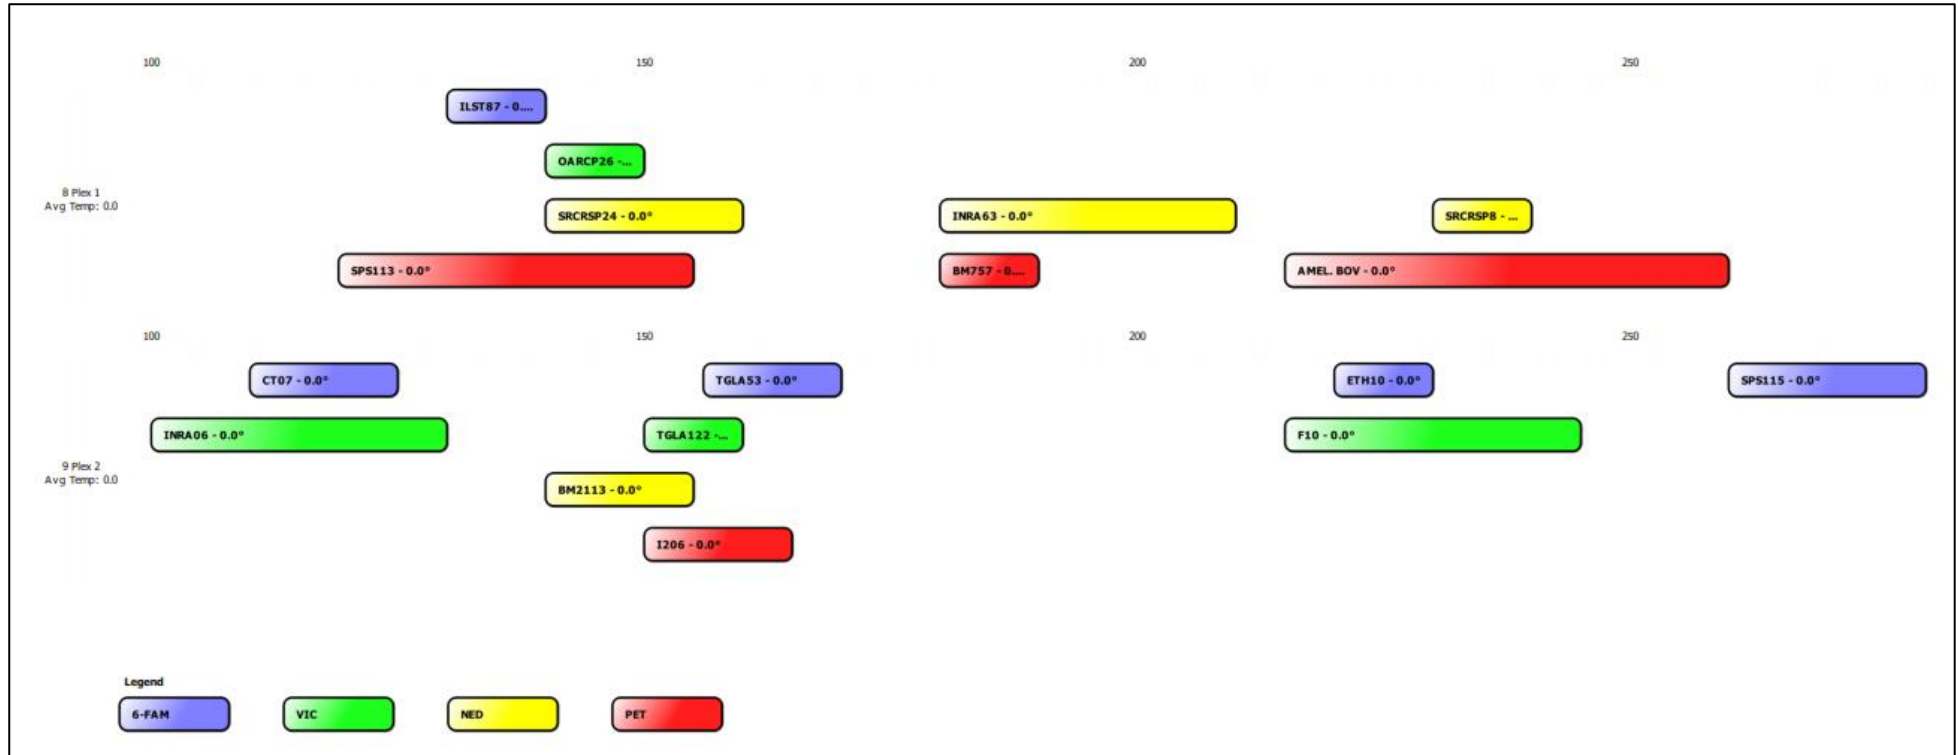 100 150 200 250
ILST87 - 0....
OARCP26 -...
8 Plex 1
Avg Temp: 0.0
SRCRSP24 - 0.0° INRA63 - 0.0° SRCRSP8 - ...
SPS113 - 0.0° BM757 - 0.... AMEL. BOV - 0.0°
100 150 200 250
CT07 - 0.0° TGLA53 - 0.0° ETH10 - 0.0° SPS115 - 0.0°
INRA06 - 0.0° TGLA122 -... F10 - 0.0°
9 Plex 2
Avg Temp: 0.0
BM2113 - 0.0°
I206 - 0.0°
Legend
6-FAM VIC NED PET